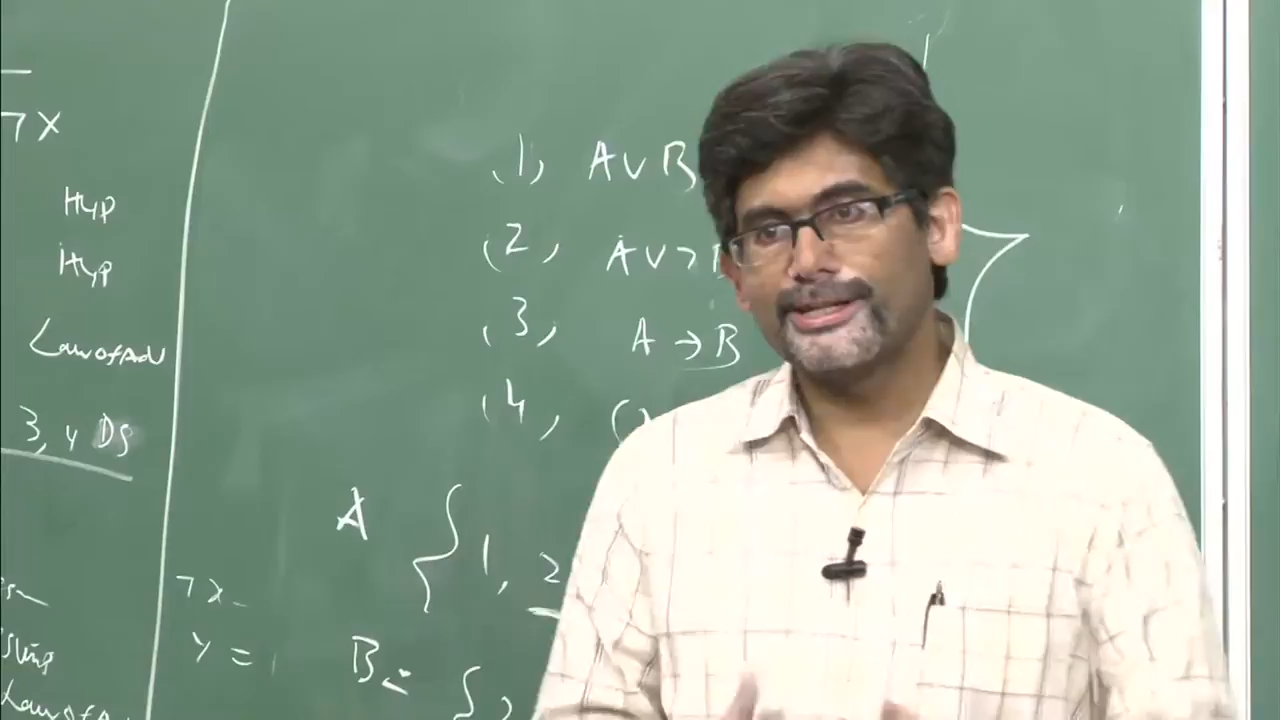 ¬X
Hyp
Hyp
Law of Add
3, 4 DS
¬X
Y =
(1) A ∨ B
(2) A ∨ ¬
(3) A → B
(4) (
A { 1, 2
B {